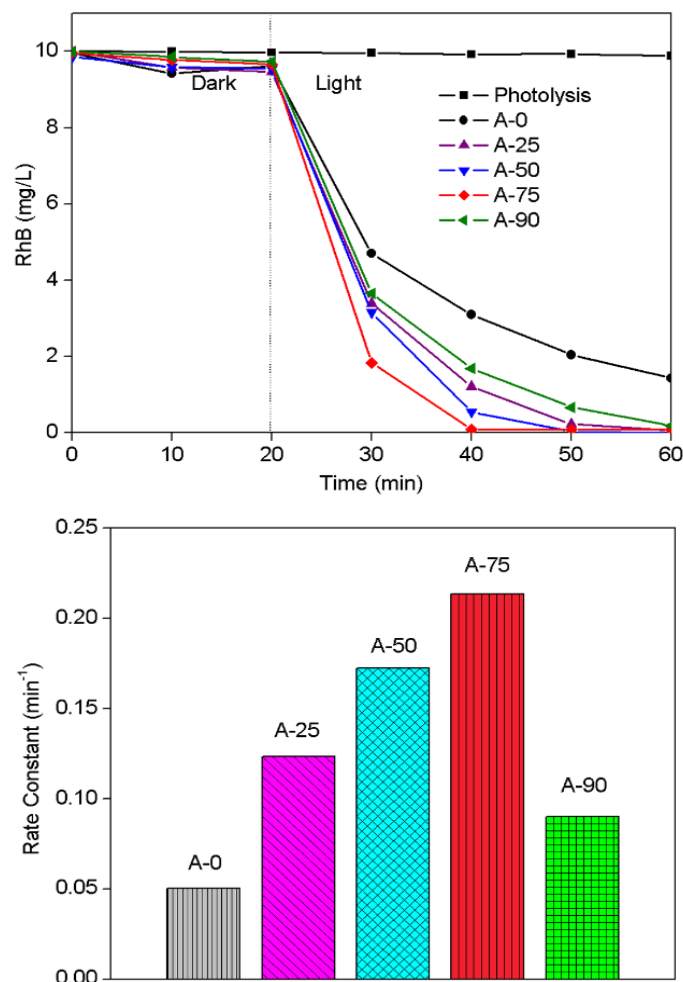 10
8
6
4
2
0
RhB (mg/L)
Dark
Light
Photolysis
A-0
A-25
A-50
A-75
A-90
0 10 20 30 40 50 60
Time (min)
0.25
0.20
0.15
0.10
0.05
0.00
Rate Constant (min⁻¹)
A-0
A-25
A-50
A-75
A-90